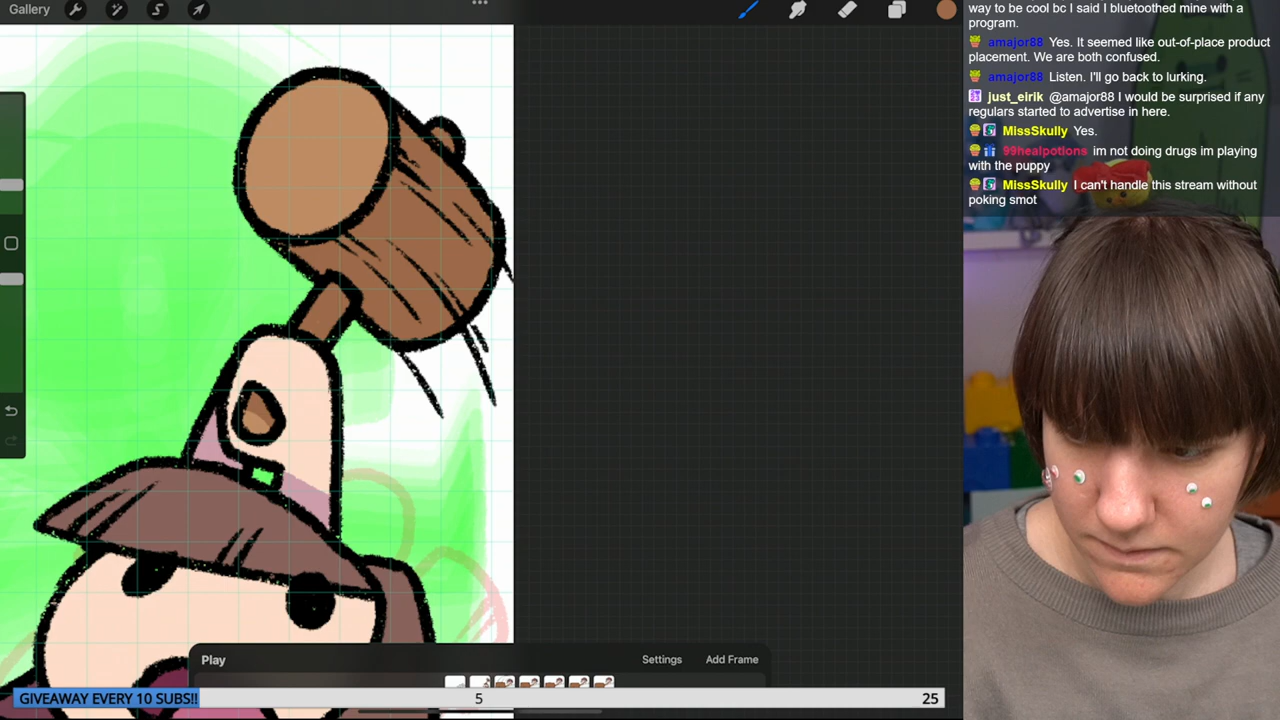 Gallery
way to be cool bc I said I bluetoothed mine with a
program.
amajor88 Yes. It seemed like out-of-place product
placement. We are both confused.
amajor88 Listen. I'll go back to lurking.
just_eirik @amajor88 I would be surprised if any
regulars started to advertise in here.
MissSkully Yes.
99healpotions im not doing drugs im playing
with the puppy
MissSkully I can't handle this stream without
poking smot
Play
Settings
Add Frame
GIVEAWAY EVERY 10 SUBS!!
5
25